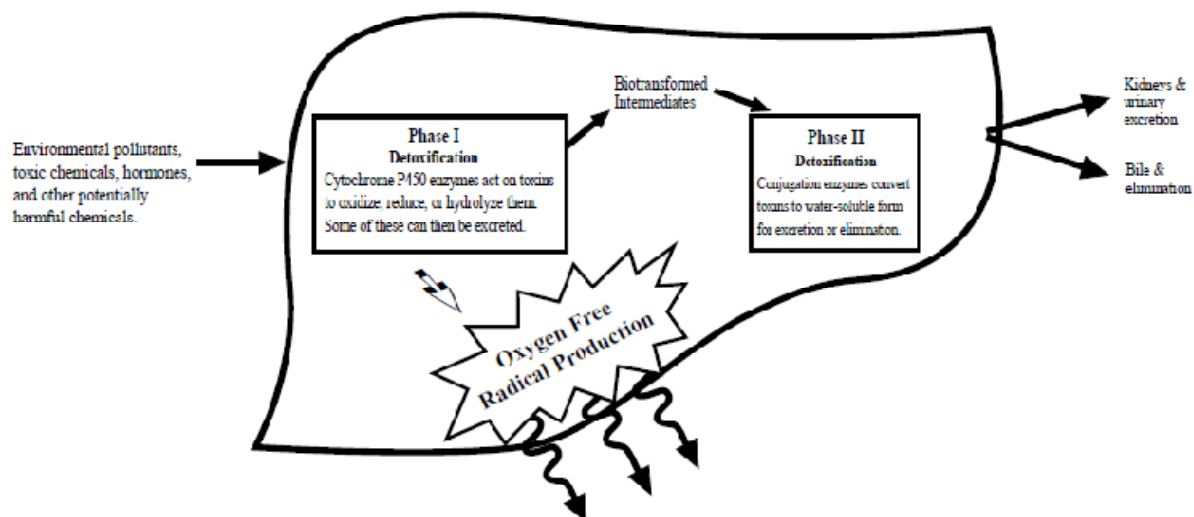 Environmental pollutants,
toxic chemicals, hormones,
and other potentially
harmful chemicals.
Phase I
Detoxification
Cytochrome P450 enzymes act on toxins
to oxidize, reduce, or hydrolyze them.
Some of these can then be excreted.
Biotransformed
Intermediates
Phase II
Detoxification
Conjugation enzymes convert
toxins to water-soluble form
for excretion or elimination.
Kidneys &
urinary
excretion
Bile &
elimination
Oxygen Free
Radical Production